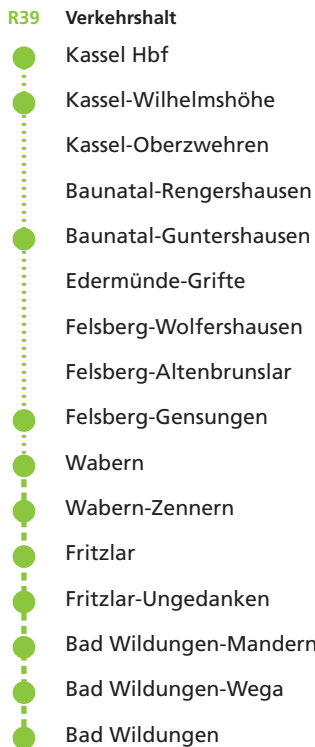 R39 Verkehrshalt
Kassel Hbf
Kassel-Wilhelmshöhe
Kassel-Oberzwehren
Baunatal-Rengershausen
Baunatal-Guntershausen
Edermünde-Grifte
Felsberg-Wolfershausen
Felsberg-Altenbrunslar
Felsberg-Gensungen
Wabern
Wabern-Zennern
Fritzlar
Fritzlar-Ungedanken
Bad Wildungen-Mandern
Bad Wildungen-Wega
Bad Wildungen